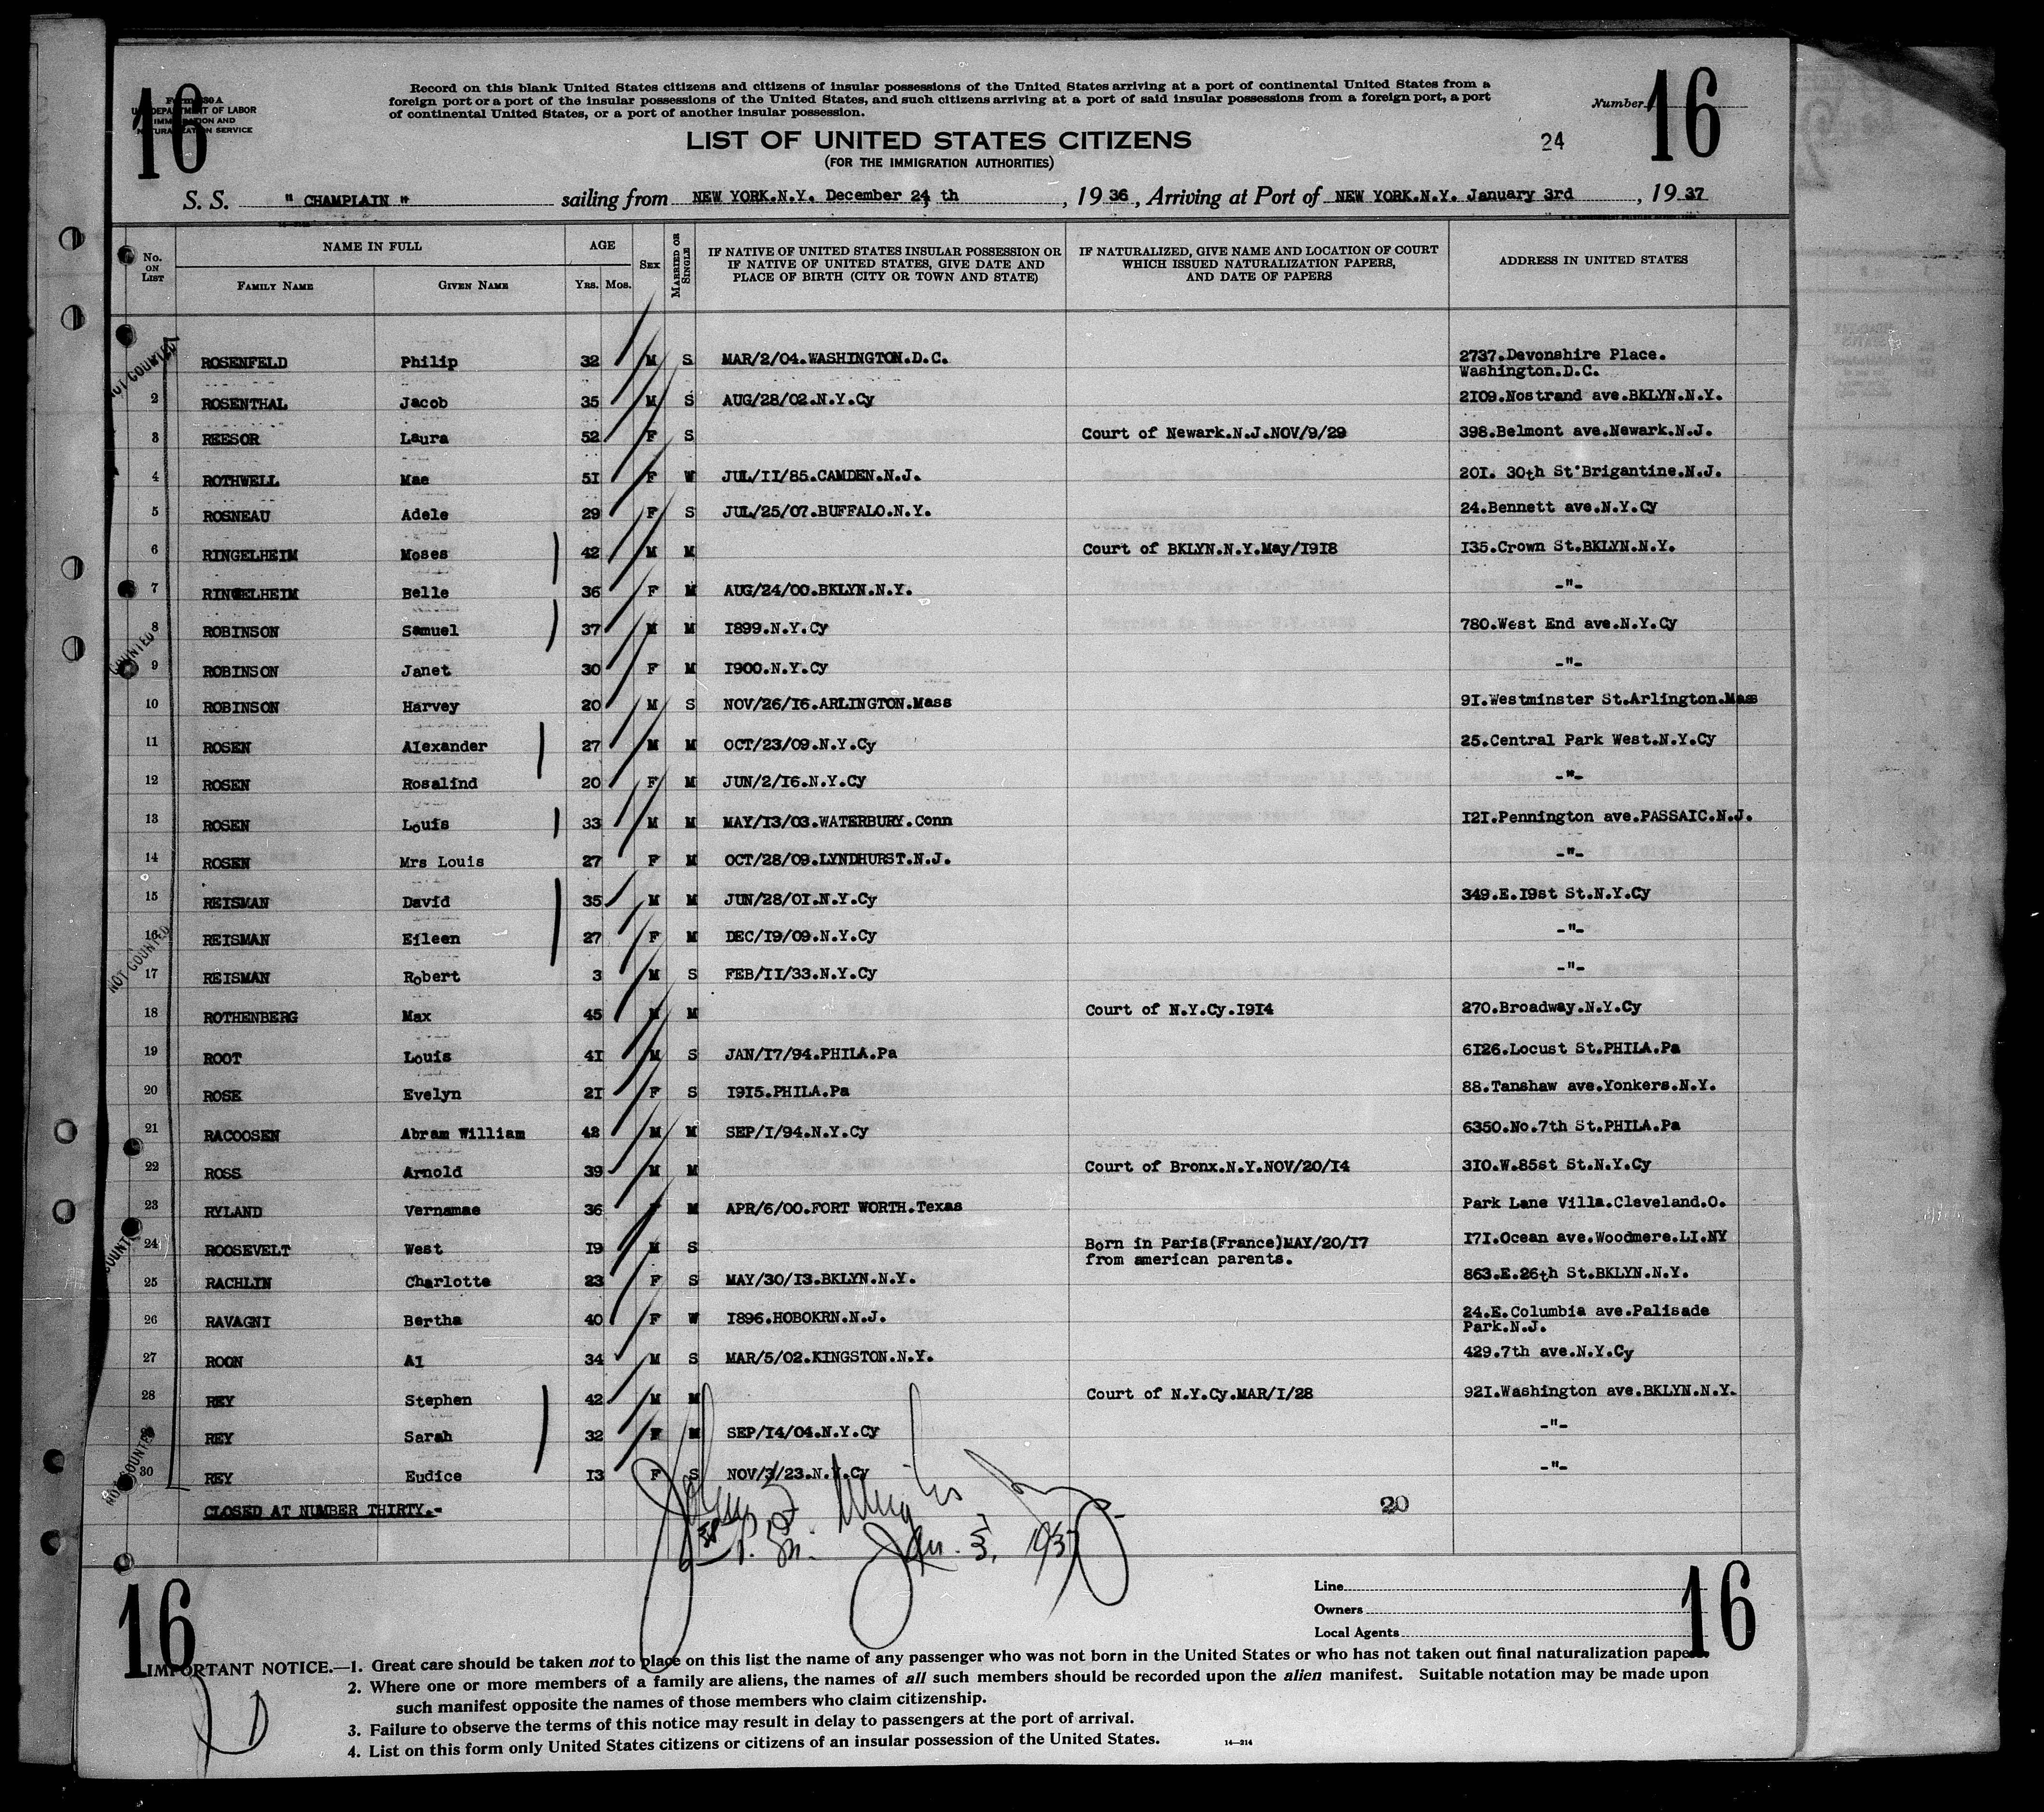 16
16
Form 630 A
U.S. DEPARTMENT OF LABOR
IMMIGRATION AND
NATURALIZATION SERVICE
Record on this blank United States citizens and citizens of insular possessions of the United States arriving at a port of continental United States from a
foreign port or a port of the insular possessions of the United States, and such citizens arriving at a port of said insular possessions from a foreign port, a port
of continental United States, or a port of another insular possession.
Number
LIST OF UNITED STATES CITIZENS
24
(FOR THE IMMIGRATION AUTHORITIES)
S. S. " CHAMPLAIN " sailing from NEW YORK.N.Y. December 24 th , 1936, Arriving at Port of NEW YORK.N.Y. January 3rd , 1937
No. ON LIST NAME IN FULL FAMILY NAME GIVEN NAME AGE YRS. MOS. SEX MARRIED OR SINGLE IF NATIVE OF UNITED STATES INSULAR POSSESSION OR IF NATIVE OF UNITED STATES, GIVE DATE AND PLACE OF BIRTH (CITY OR TOWN AND STATE) IF NATURALIZED, GIVE NAME AND LOCATION OF COURT WHICH ISSUED NATURALIZATION PAPERS, AND DATE OF PAPERS ADDRESS IN UNITED STATES
NOT COUNTED
ROSENFELD Philip 32 M S MAR/2/04.WASHINGTON.D.C. 2737.Devonshire Place.
Washington.D.C.
2 ROSENTHAL Jacob 35 M S AUG/28/02.N.Y.Cy 2109.Nostrand ave.BKLYN.N.Y.
3 REESOR Laura 52 F S Court of Newark.N.J.NOV/9/29 398.Belmont ave.Newark.N.J.
4 ROTHWELL Mae 51 F W JUL/11/85.CAMDEN.N.J. 201. 30th St Brigantine.N.J.
5 ROSNEAU Adele 29 F S JUL/25/07.BUFFALO.N.Y. 24.Bennett ave.N.Y.Cy
6 RINGELHEIM Moses 42 M M Court of BKLYN.N.Y.May/1918 135.Crown St.BKLYN.N.Y.
7 RINGELHEIM Belle 36 F M AUG/24/00.BKLYN.N.Y. -"-
8 ROBINSON Samuel 37 M M 1899.N.Y.Cy 780.West End ave.N.Y.Cy
COUNTED
9 ROBINSON Janet 30 F M 1900.N.Y.Cy -"-
10 ROBINSON Harvey 20 M S NOV/26/16.ARLINGTON.Mass 91.Westminster St.Arlington.Mass
11 ROSEN Alexander 27 M M OCT/23/09.N.Y.Cy 25.Central Park West.N.Y.Cy
12 ROSEN Rosalind 20 F M JUN/2/16.N.Y.Cy -"-
13 ROSEN Louis 33 M M MAY/13/03.WATERBURY.Conn 121.Pennington ave.PASSAIC.N.J.
14 ROSEN Mrs Louis 27 F M OCT/28/09.LYNDHURST.N.J. -"-
15 REISMAN David 35 M M JUN/28/01.N.Y.Cy 349.E.19st St.N.Y.Cy
16 REISMAN Eileen 27 F M DEC/19/09.N.Y.Cy -"-
NOT COUNTED
17 REISMAN Robert 3 M S FEB/11/33.N.Y.Cy -"-
18 ROTHENBERG Max 45 M M Court of N.Y.Cy.1914 270.Broadway.N.Y.Cy
19 ROOT Louis 41 M S JAN/17/94.PHILA.Pa 6126.Locust St.PHILA.Pa
20 ROSE Evelyn 21 F S 1915.PHILA.Pa 88.Tanshaw ave.Yonkers.N.Y.
21 RACOOSEN Abram William 42 M M SEP/1/94.N.Y.Cy 6350.No.7th St.PHILA.Pa
22 ROSS Arnold 39 M M Court of Bronx.N.Y.NOV/20/14 310.W.85st St.N.Y.Cy
23 RYLAND Vernamae 36 F M APR/6/00.FORT WORTH.Texas Park Lane Villa.Cleveland.O.
24 ROOSEVELT West 19 M S Born in Paris(France)MAY/20/17 171.Ocean ave.Woodmere.LI.NY
from american parents.
25 RACHLIN Charlotte 23 F S MAY/30/13.BKLYN.N.Y. 863.E.26th St.BKLYN.N.Y.
26 RAVAGNI Bertha 40 F W 1896.HOBOKRN.N.J. 24.E.Columbia ave.Palisade
Park.N.J.
27 ROON Al 34 M S MAR/5/02.KINGSTON.N.Y. 429.7th ave.N.Y.Cy
28 REY Stephen 42 M M Court of N.Y.Cy.MAR/1/28 921.Washington ave.BKLYN.N.Y.
29 REY Sarah 32 F M SEP/14/04.N.Y.Cy -"-
NOT COUNTED
30 REY Eudice 13 F S NOV/3/23.N.Y.Cy -"-
CLOSED AT NUMBER THIRTY.-
20
Jan. 3, 1937
16
16
Line
Owners
Local Agents
IMPORTANT NOTICE.—1. Great care should be taken not to place on this list the name of any passenger who was not born in the United States or who has not taken out final naturalization papers.
2. Where one or more members of a family are aliens, the names of all such members should be recorded upon the alien manifest. Suitable notation may be made upon
such manifest opposite the names of those members who claim citizenship.
3. Failure to observe the terms of this notice may result in delay to passengers at the port of arrival.
4. List on this form only United States citizens or citizens of an insular possession of the United States.
14—214